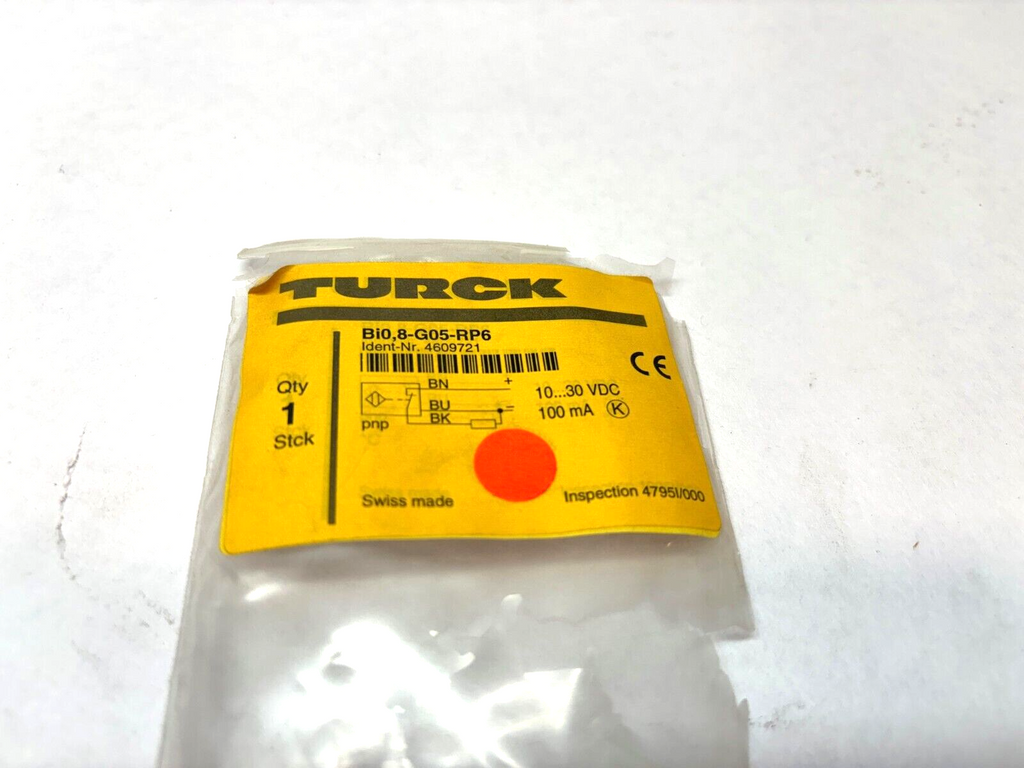 TURCK
Bi0,8-G05-RP6
Ident-Nr. 4609721
Qty
1
Stck
BN +
BU –
BK
pnp
10...30 VDC
100 mA K
CE
Swiss made
Inspection 4795I/000